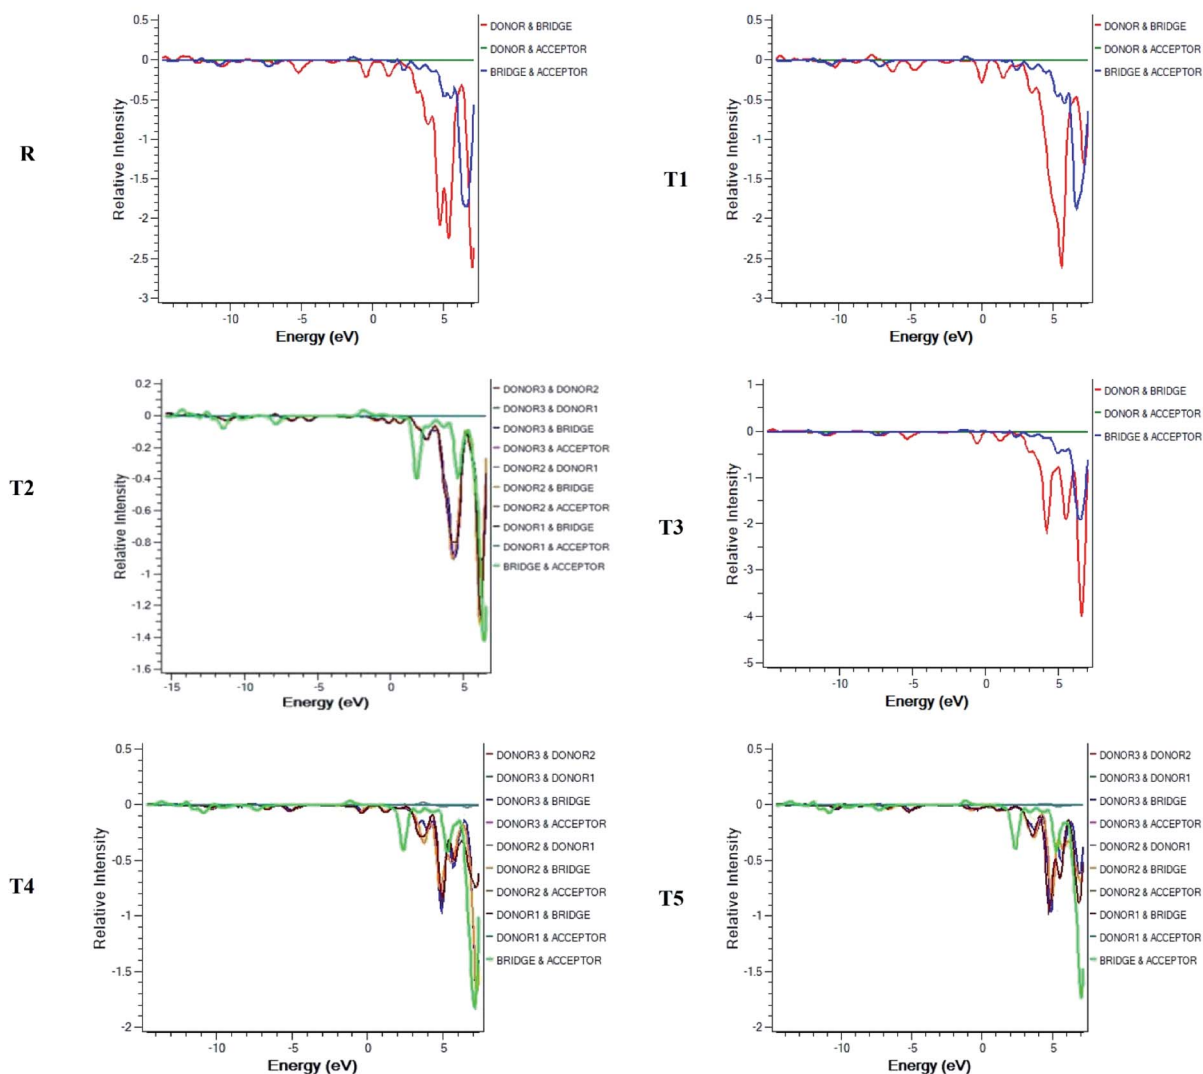 R
0.5
0
-0.5
-1
-1.5
-2
-2.5
-3
Relative Intensity
-10
-5
0
5
Energy (eV)
DONOR & BRIDGE
DONOR & ACCEPTOR
BRIDGE & ACCEPTOR
T1
0.5
0
-0.5
-1
-1.5
-2
-2.5
-3
Relative Intensity
-10
-5
0
5
Energy (eV)
DONOR & BRIDGE
DONOR & ACCEPTOR
BRIDGE & ACCEPTOR
T2
0.2
0
-0.2
-0.4
-0.6
-0.8
-1
-1.2
-1.4
-1.6
Relative Intensity
-15
-10
-5
0
5
Energy (eV)
DONOR3 & DONOR2
DONOR3 & DONOR1
DONOR3 & BRIDGE
DONOR3 & ACCEPTOR
DONOR2 & DONOR1
DONOR2 & BRIDGE
DONOR2 & ACCEPTOR
DONOR1 & BRIDGE
DONOR1 & ACCEPTOR
BRIDGE & ACCEPTOR
T3
1
0
-1
-2
-3
-4
-5
Relative Intensity
-10
-5
0
5
Energy (eV)
DONOR & BRIDGE
DONOR & ACCEPTOR
BRIDGE & ACCEPTOR
T4
0.5
0
-0.5
-1
-1.5
-2
Relative Intensity
-10
-5
0
5
Energy (eV)
DONOR3 & DONOR2
DONOR3 & DONOR1
DONOR3 & BRIDGE
DONOR3 & ACCEPTOR
DONOR2 & DONOR1
DONOR2 & BRIDGE
DONOR2 & ACCEPTOR
DONOR1 & BRIDGE
DONOR1 & ACCEPTOR
BRIDGE & ACCEPTOR
T5
0.5
0
-0.5
-1
-1.5
-2
Relative Intensity
-10
-5
0
5
Energy (eV)
DONOR3 & DONOR2
DONOR3 & DONOR1
DONOR3 & BRIDGE
DONOR3 & ACCEPTOR
DONOR2 & DONOR1
DONOR2 & BRIDGE
DONOR2 & ACCEPTOR
DONOR1 & BRIDGE
DONOR1 & ACCEPTOR
BRIDGE & ACCEPTOR